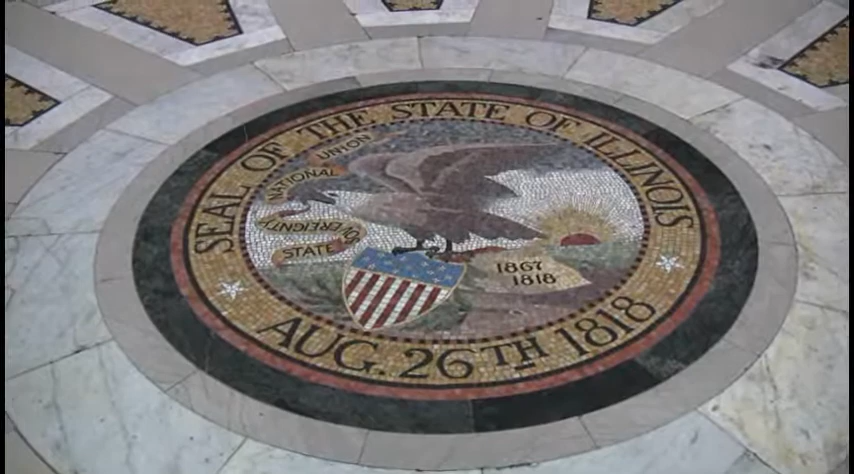 SEAL OF THE STATE OF ILLINOIS
NATIONAL UNION
STATE SOVEREIGNTY
1867
1818
AUG. 26TH 1818